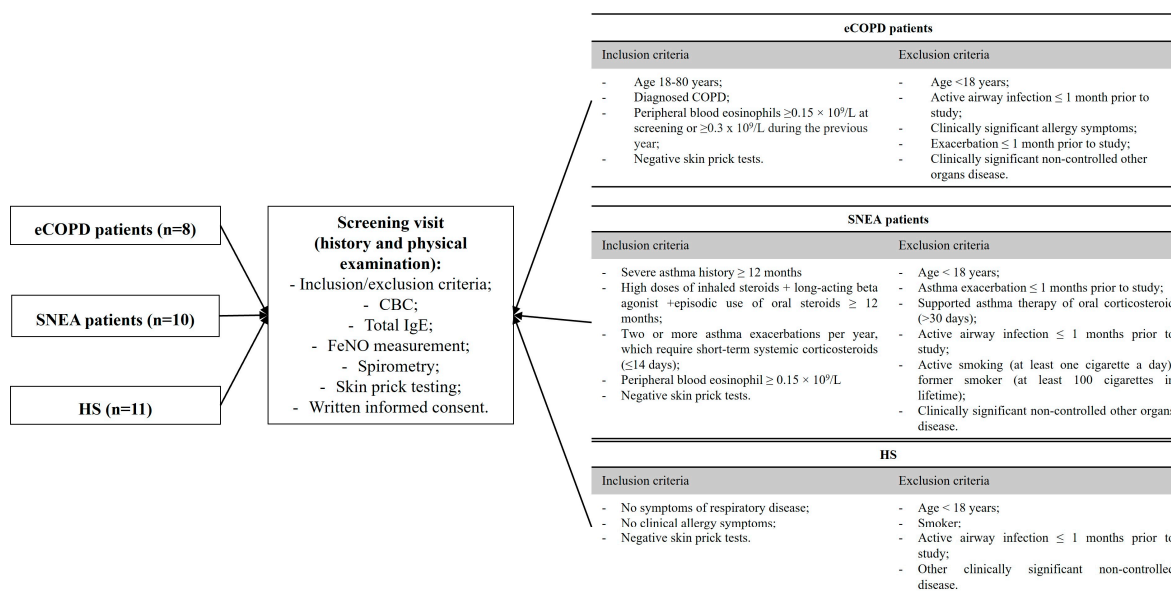 eCOPD patients (n=8)
SNEA patients (n=10)
HS (n=11)
Screening visit
(history and physical
examination):
- Inclusion/exclusion criteria;
- CBC;
- Total IgE;
- FeNO measurement;
- Spirometry;
- Skin prick testing;
- Written informed consent.
eCOPD patients
Inclusion criteria
- Age 18-80 years;
- Diagnosed COPD;
- Peripheral blood eosinophils ≥0.15 × 10⁹/L at
screening or ≥0.3 x 10⁹/L during the previous
year;
- Negative skin prick tests.
Exclusion criteria
- Age <18 years;
- Active airway infection ≤ 1 month prior to
study;
- Clinically significant allergy symptoms;
- Exacerbation ≤ 1 month prior to study;
- Clinically significant non-controlled other
organs disease.
SNEA patients
Inclusion criteria
- Severe asthma history ≥ 12 months
- High doses of inhaled steroids + long-acting beta
agonist +episodic use of oral steroids ≥ 12
months;
- Two or more asthma exacerbations per year,
which require short-term systemic corticosteroids
(≤14 days);
- Peripheral blood eosinophil ≥ 0.15 × 10⁹/L
- Negative skin prick tests.
Exclusion criteria
- Age < 18 years;
- Asthma exacerbation ≤ 1 months prior to study;
- Supported asthma therapy of oral corticosteroid
(>30 days);
- Active airway infection ≤ 1 months prior to
study;
- Active smoking (at least one cigarette a day)
former smoker (at least 100 cigarettes in
lifetime);
- Clinically significant non-controlled other organs
disease.
HS
Inclusion criteria
- No symptoms of respiratory disease;
- No clinical allergy symptoms;
- Negative skin prick tests.
Exclusion criteria
- Age < 18 years;
- Smoker;
- Active airway infection ≤ 1 months prior to
study;
- Other clinically significant non-controlled
disease.